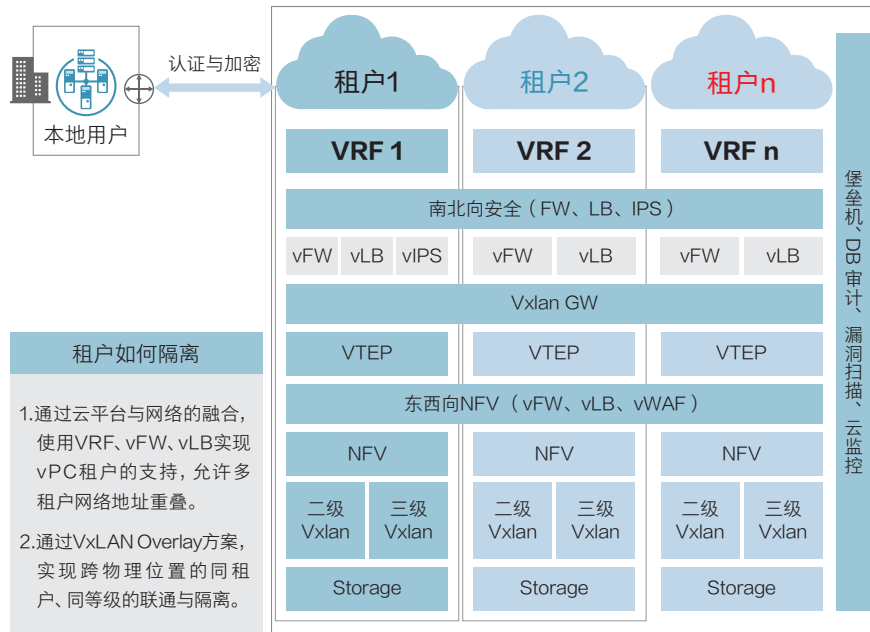 认证与加密
本地用户
租户1
租户2
租户n
VRF 1
VRF 2
VRF n
南北向安全（FW、LB、IPS）
vFW
vLB
vIPS
vFW
vLB
vFW
vLB
Vxlan GW
VTEP
VTEP
VTEP
东西向NFV（vFW、vLB、vWAF）
NFV
NFV
NFV
二级
Vxlan
三级
Vxlan
二级
Vxlan
三级
Vxlan
二级
Vxlan
三级
Vxlan
Storage
Storage
Storage
堡垒机、DB审计、漏洞扫描、云监控
租户如何隔离
1.通过云平台与网络的融合，
使用VRF、vFW、vLB实现
vPC租户的支持，允许多
租户网络地址重叠。
2.通过VxLAN Overlay方案，
实现跨物理位置的同租
户、同等级的联通与隔离。